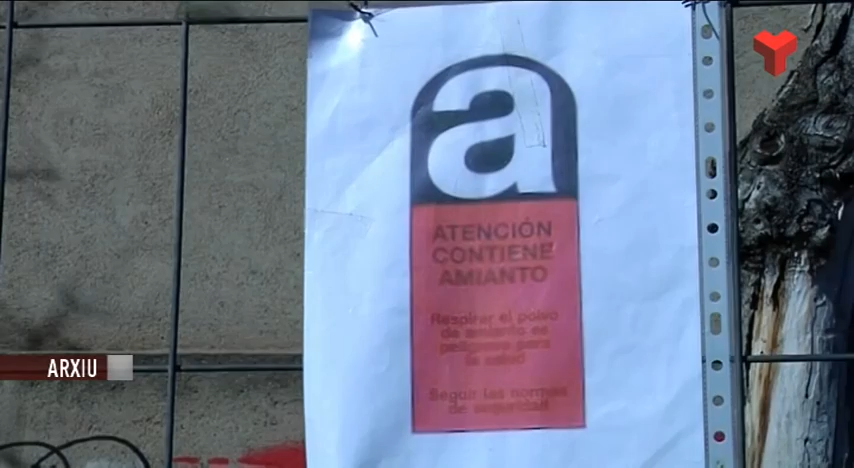 a
ATENCIÓN
CONTIENE
AMIANTO
Respirar el polvo
de amianto es
peligroso para
la salud
Seguir las normas
de seguridad
ARXIU